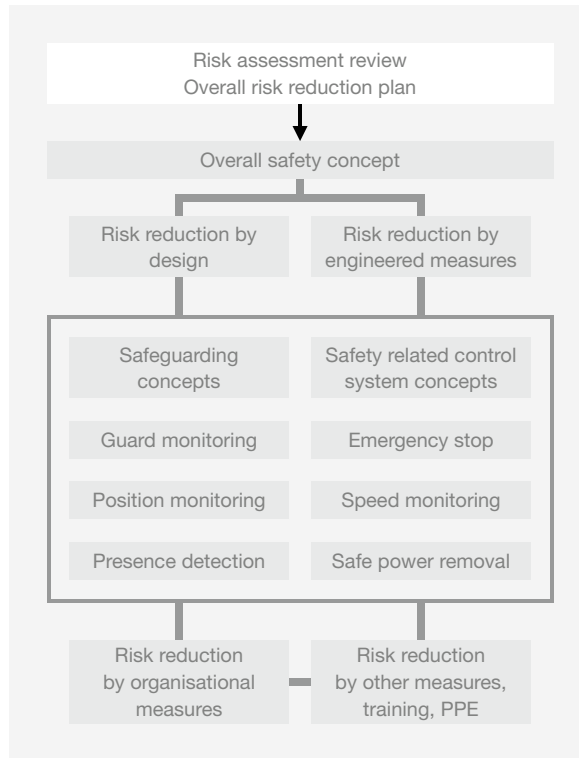 Risk assessment review
Overall risk reduction plan
Overall safety concept
Risk reduction by
design
Risk reduction by
engineered measures
Safeguarding
concepts
Safety related control
system concepts
Guard monitoring
Emergency stop
Position monitoring
Speed monitoring
Presence detection
Safe power removal
Risk reduction
by organisational
measures
Risk reduction
by other measures,
training, PPE